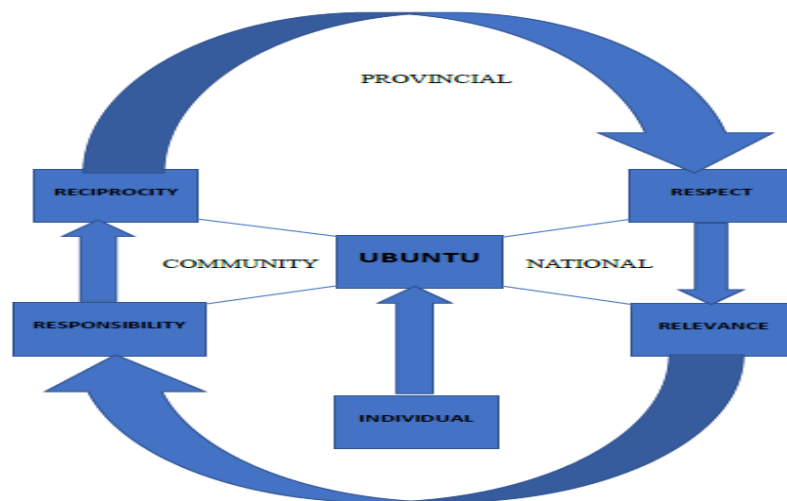 PROVINCIAL
RECIPROCITY
RESPECT
UBUNTU
COMMUNITY
NATIONAL
RESPONSIBILITY
RELEVANCE
INDIVIDUAL